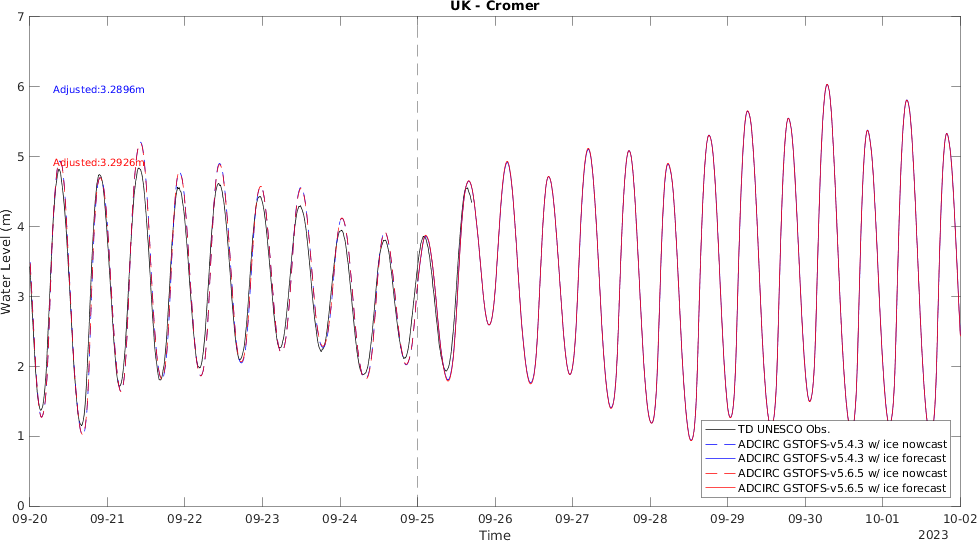 UK - Cromer
7
6
5
4
3
2
1
0
Water Level (m)
Adjusted:3.2896m
Adjusted:3.2926m
TD UNESCO Obs.
ADCIRC GSTOFS-v5.4.3 w/ ice nowcast
ADCIRC GSTOFS-v5.4.3 w/ ice forecast
ADCIRC GSTOFS-v5.6.5 w/ ice nowcast
ADCIRC GSTOFS-v5.6.5 w/ ice forecast
09-20 09-21 09-22 09-23 09-24 09-25 09-26 09-27 09-28 09-29 09-30 10-01 10-02
Time
2023